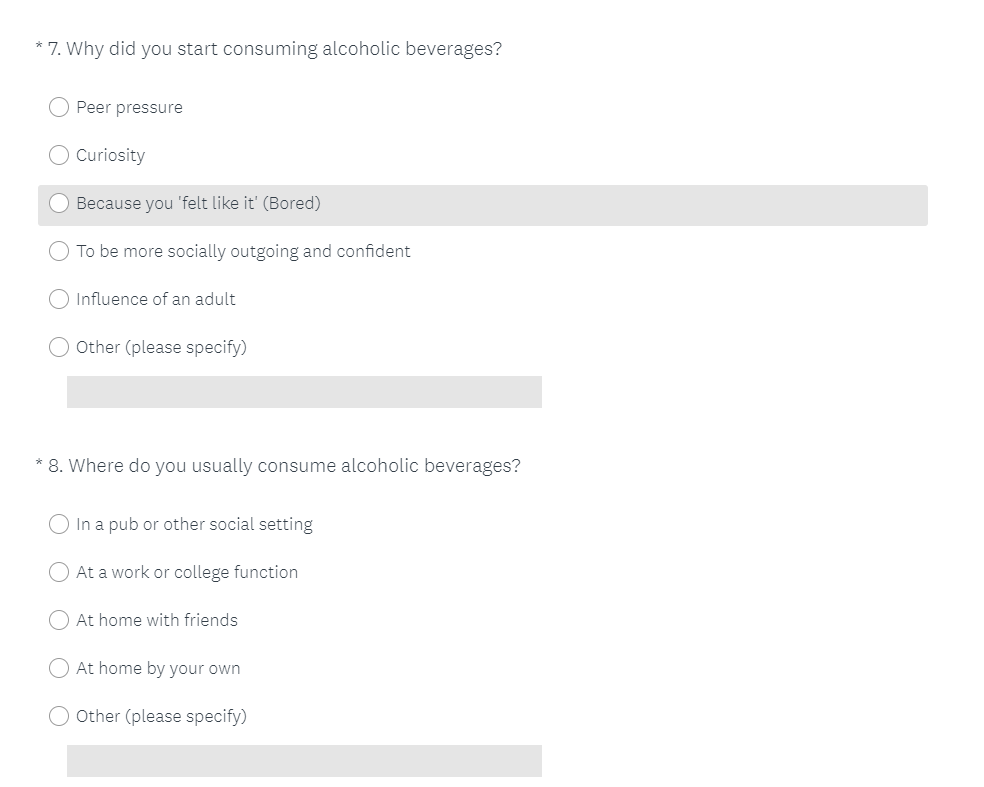 * 7. Why did you start consuming alcoholic beverages?
Peer pressure
Curiosity
Because you 'felt like it' (Bored)
To be more socially outgoing and confident
Influence of an adult
Other (please specify)
* 8. Where do you usually consume alcoholic beverages?
In a pub or other social setting
At a work or college function
At home with friends
At home by your own
Other (please specify)